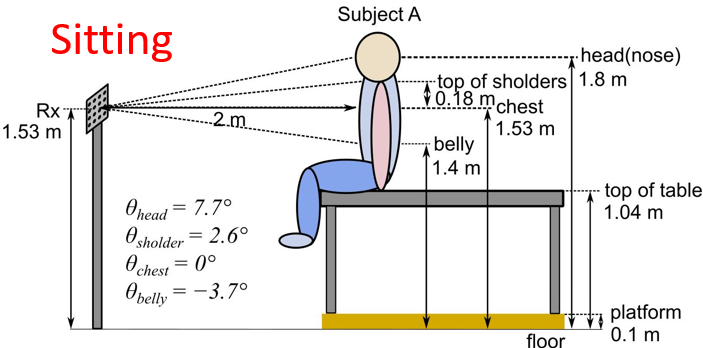 Subject A
Sitting
head(nose)
1.8 m
top of sholders
0.18 m
chest
1.53 m
Rx
1.53 m
2 m
belly
1.4 m
top of table
1.04 m
θhead = 7.7°
θsholder = 2.6°
θchest = 0°
θbelly = −3.7°
platform
0.1 m
floor